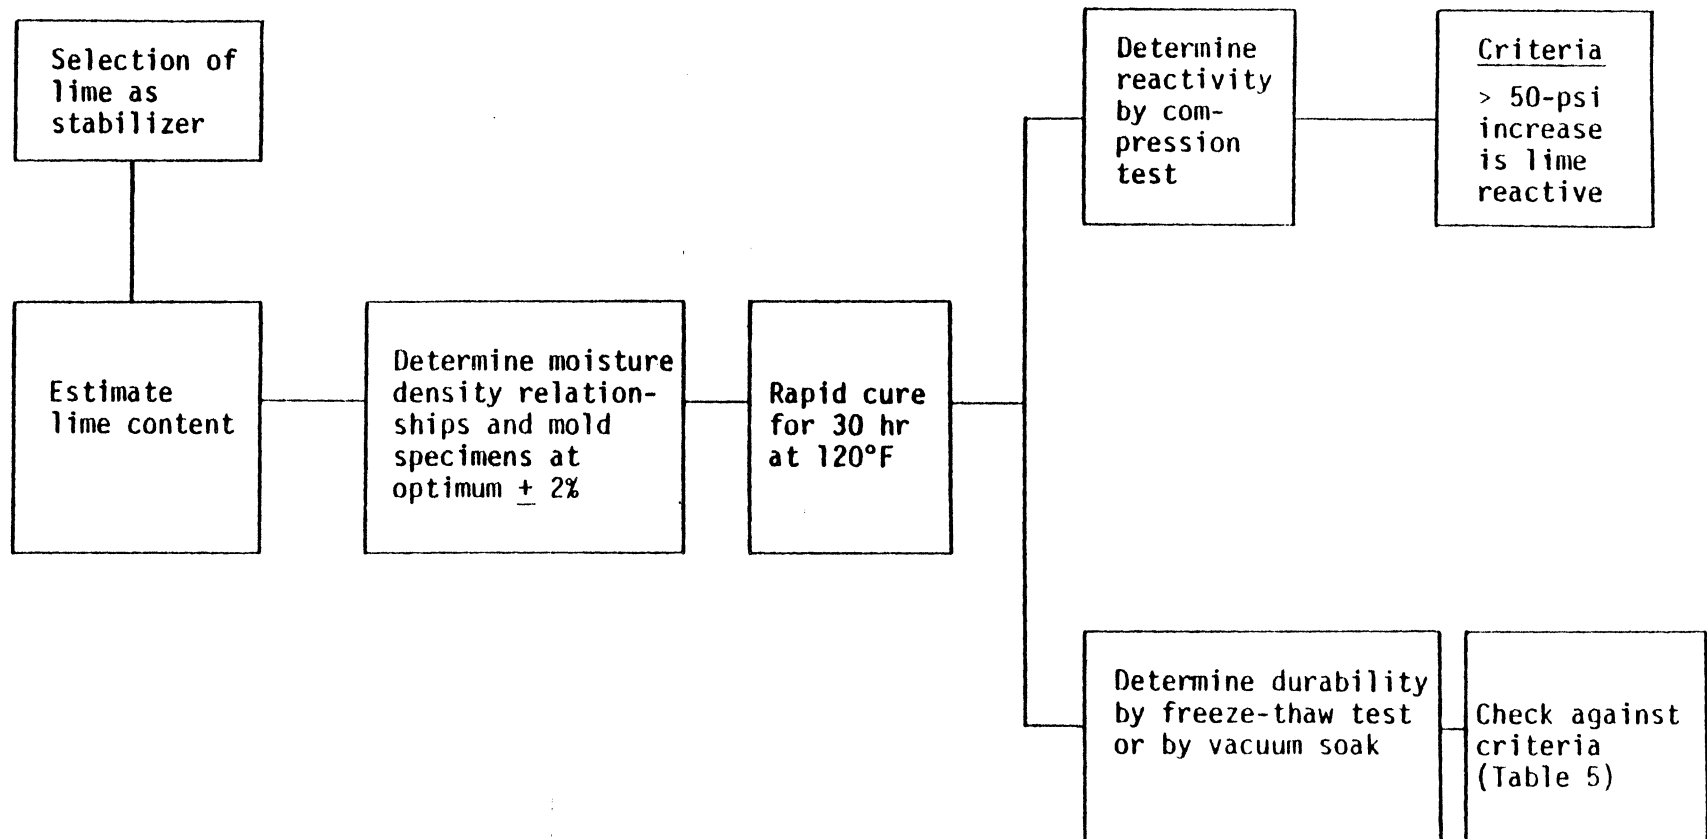 Selection of
lime as
stabilizer
Estimate
lime content
Determine moisture
density relation-
ships and mold
specimens at
optimum ± 2%
Rapid cure
for 30 hr
at 120°F
Determine
reactivity
by com-
pression
test
Criteria
> 50-psi
increase
is lime
reactive
Determine durability
by freeze-thaw test
or by vacuum soak
Check against
criteria
(Table 5)